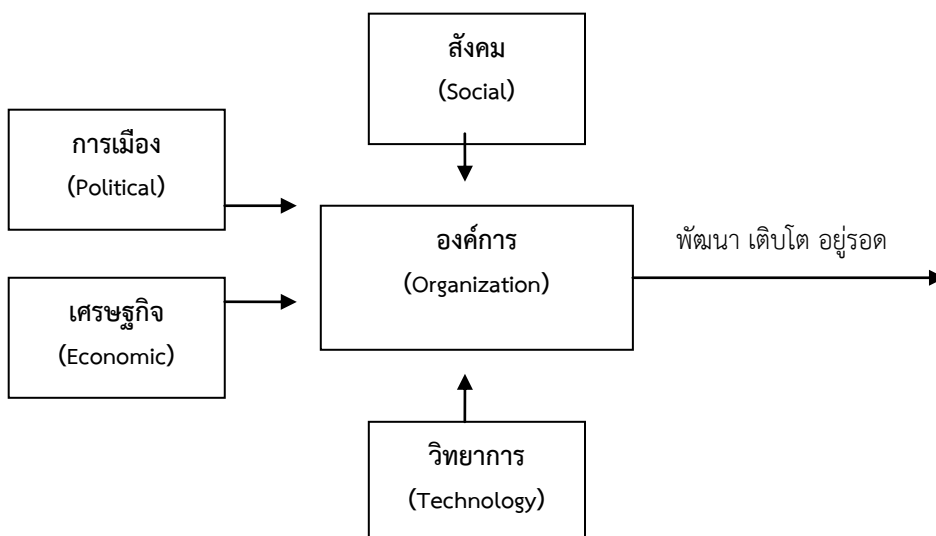 สังคม
(Social)
การเมือง
(Political)
องค์การ
(Organization)
พัฒนา เติบโต อยู่รอด
เศรษฐกิจ
(Economic)
วิทยาการ
(Technology)